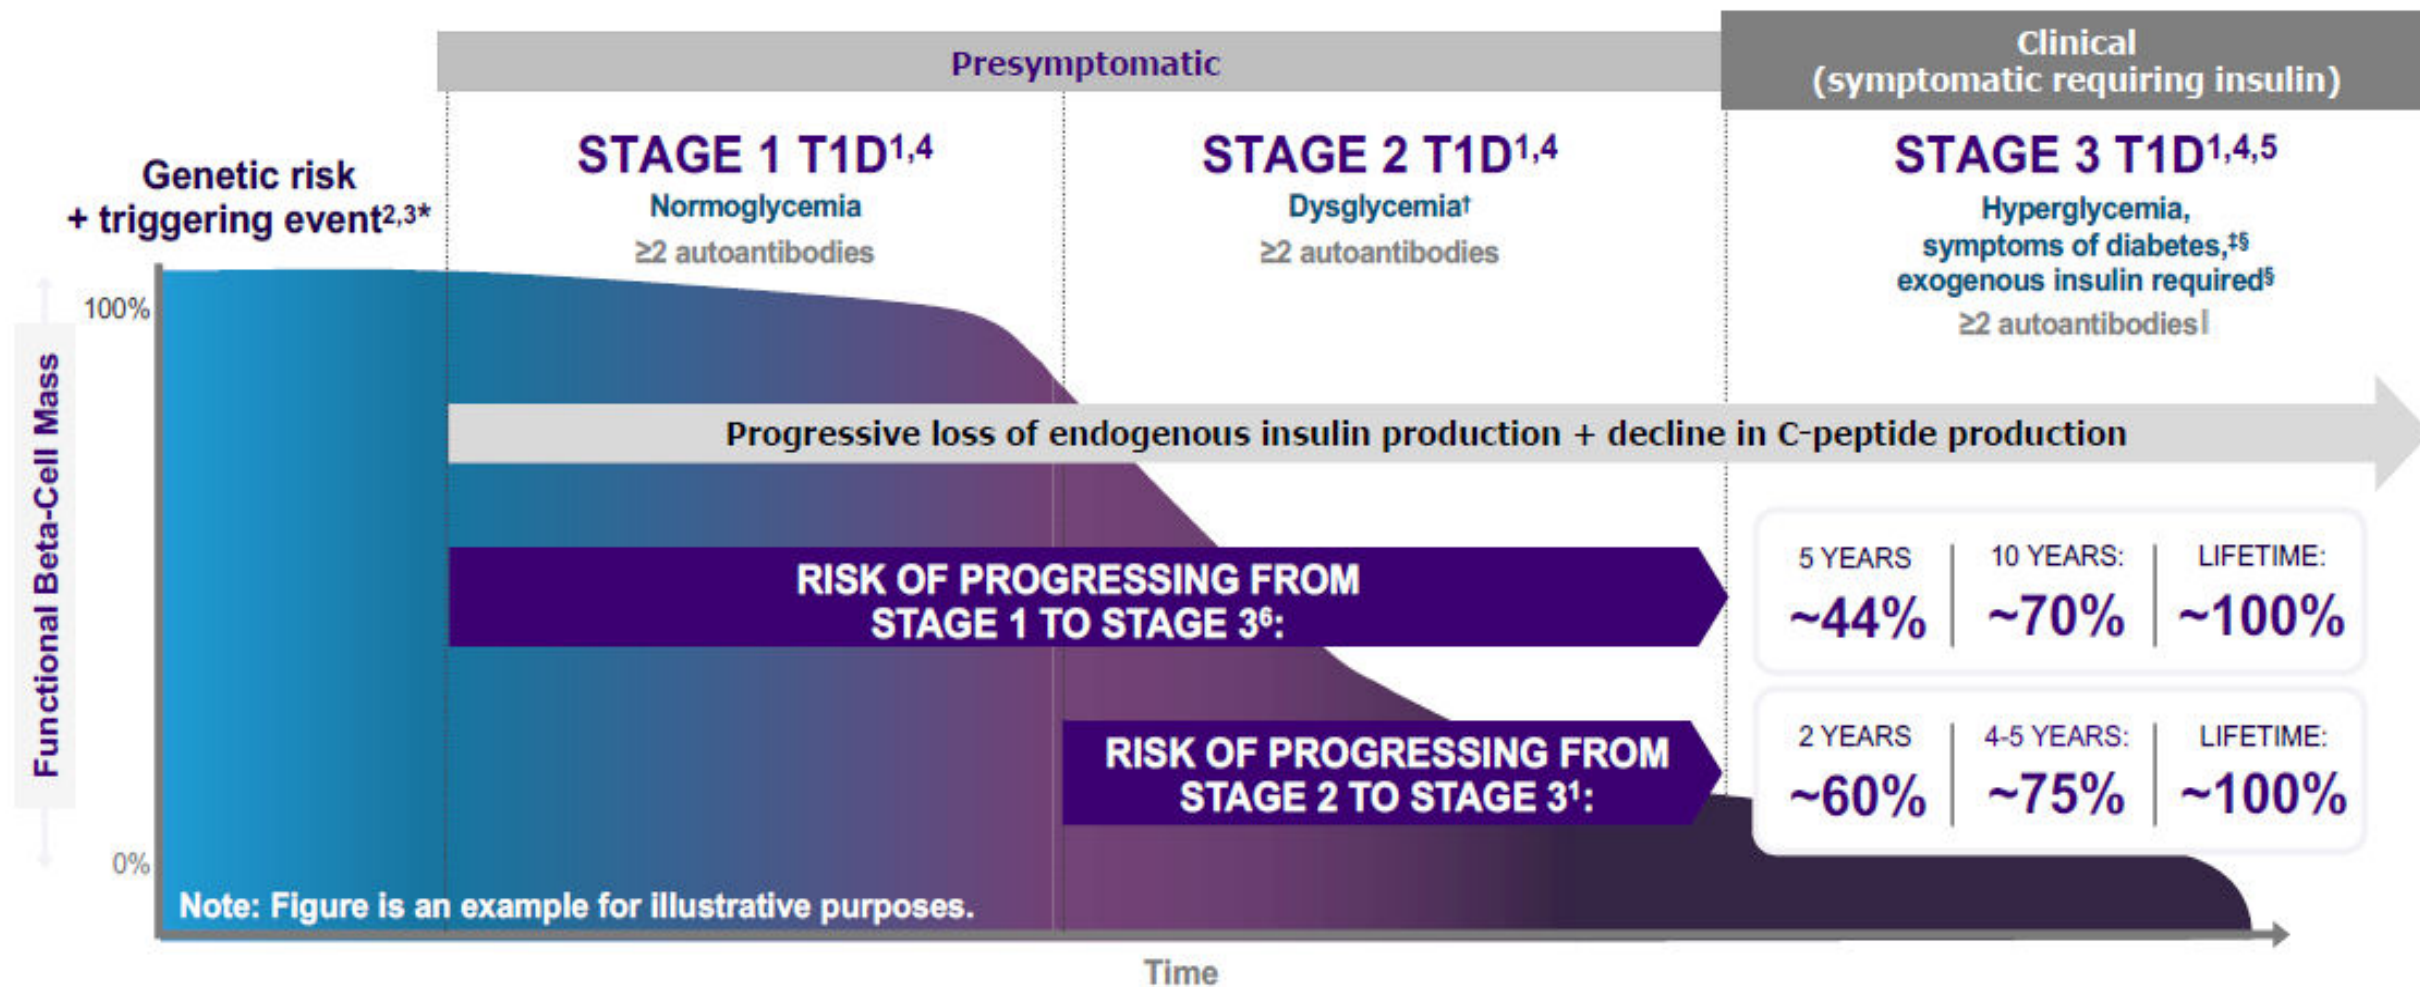 Presymptomatic
Clinical
(symptomatic requiring insulin)
Genetic risk
+ triggering event2,3*
STAGE 1 T1D1,4
Normoglycemia
≥2 autoantibodies
STAGE 2 T1D1,4
Dysglycemia†
≥2 autoantibodies
STAGE 3 T1D1,4,5
Hyperglycemia,
symptoms of diabetes,‡§
exogenous insulin required§
≥2 autoantibodies‖
Functional Beta-Cell Mass
100%
0%
Progressive loss of endogenous insulin production + decline in C-peptide production
RISK OF PROGRESSING FROM
STAGE 1 TO STAGE 36:
5 YEARS
~44%
10 YEARS:
~70%
LIFETIME:
~100%
RISK OF PROGRESSING FROM
STAGE 2 TO STAGE 31:
2 YEARS
~60%
4-5 YEARS:
~75%
LIFETIME:
~100%
Note: Figure is an example for illustrative purposes.
Time